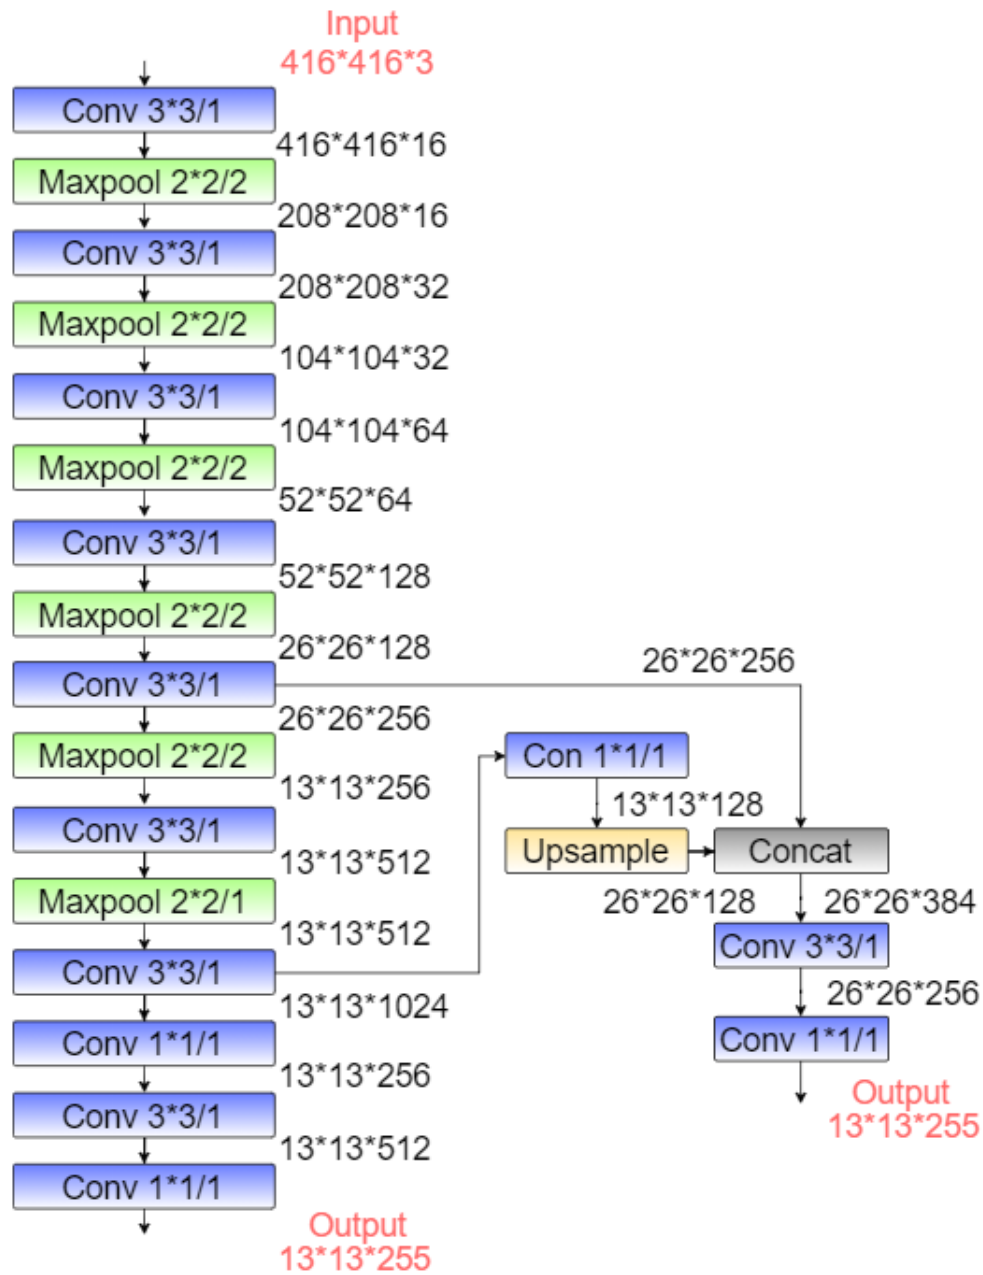 Input
416*416*3
Conv 3*3/1
416*416*16
Maxpool 2*2/2
208*208*16
Conv 3*3/1
208*208*32
Maxpool 2*2/2
104*104*32
Conv 3*3/1
104*104*64
Maxpool 2*2/2
52*52*64
Conv 3*3/1
52*52*128
Maxpool 2*2/2
26*26*128
Conv 3*3/1
26*26*256
Maxpool 2*2/2
13*13*256
Conv 3*3/1
13*13*512
Maxpool 2*2/1
13*13*512
Conv 3*3/1
13*13*1024
Conv 1*1/1
13*13*256
Conv 3*3/1
13*13*512
Conv 1*1/1
Output
13*13*255
26*26*256
Con 1*1/1
13*13*128
Upsample
26*26*128
Concat
26*26*384
Conv 3*3/1
26*26*256
Conv 1*1/1
Output
13*13*255